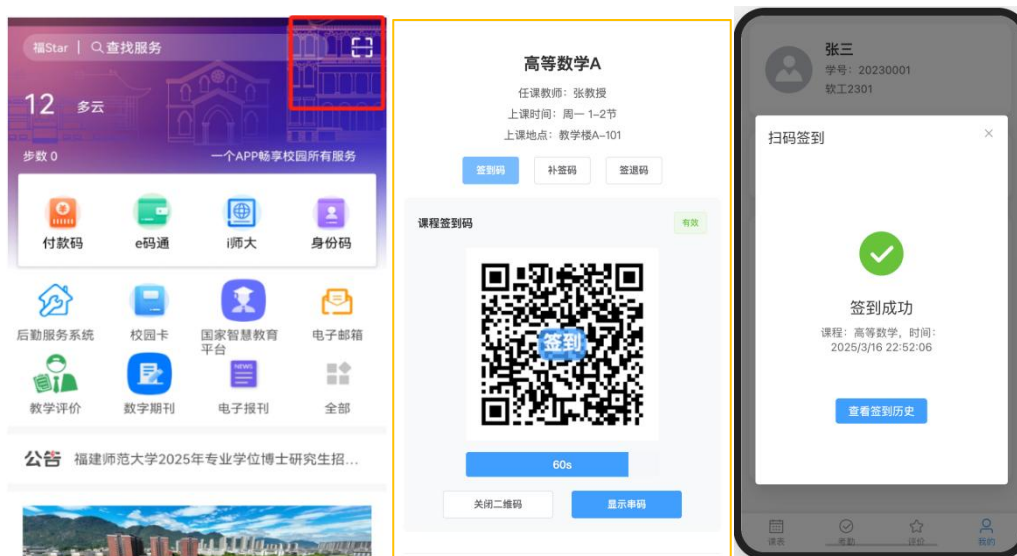 福Star | 查找服务
12 多云
步数 0
一个APP畅享校园所有服务
付款码
e码通
i师大
身份码
后勤服务系统
校园卡
国家智慧教育
平台
电子邮箱
NEWS
教学评价
数字期刊
电子报刊
全部
公告 福建师范大学2025年专业学位博士研究生招...
高等数学A
任课教师：张教授
上课时间：周一 1-2节
上课地点：教学楼A-101
签到码
补签码
签退码
课程签到码
有效
签到
60s
关闭二维码
显示串码
张三
学号：20230001
软工2301
扫码签到
签到成功
课程：高等数学，时间：
2025/3/16 22:52:06
查看签到历史
课表
考勤
评价
我的